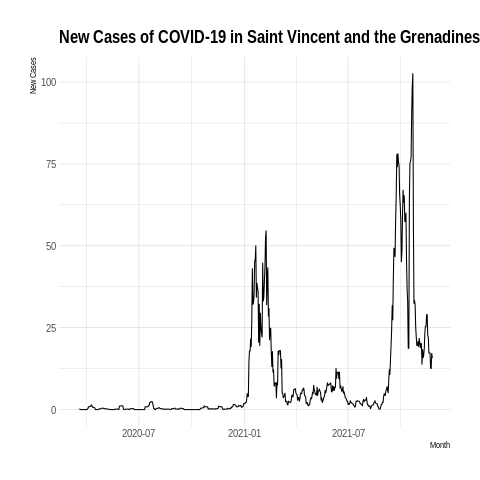 New Cases of COVID-19 in Saint Vincent and the Grenadines
New Cases
100
75
50
25
0
2020-07
2021-01
2021-07
Month